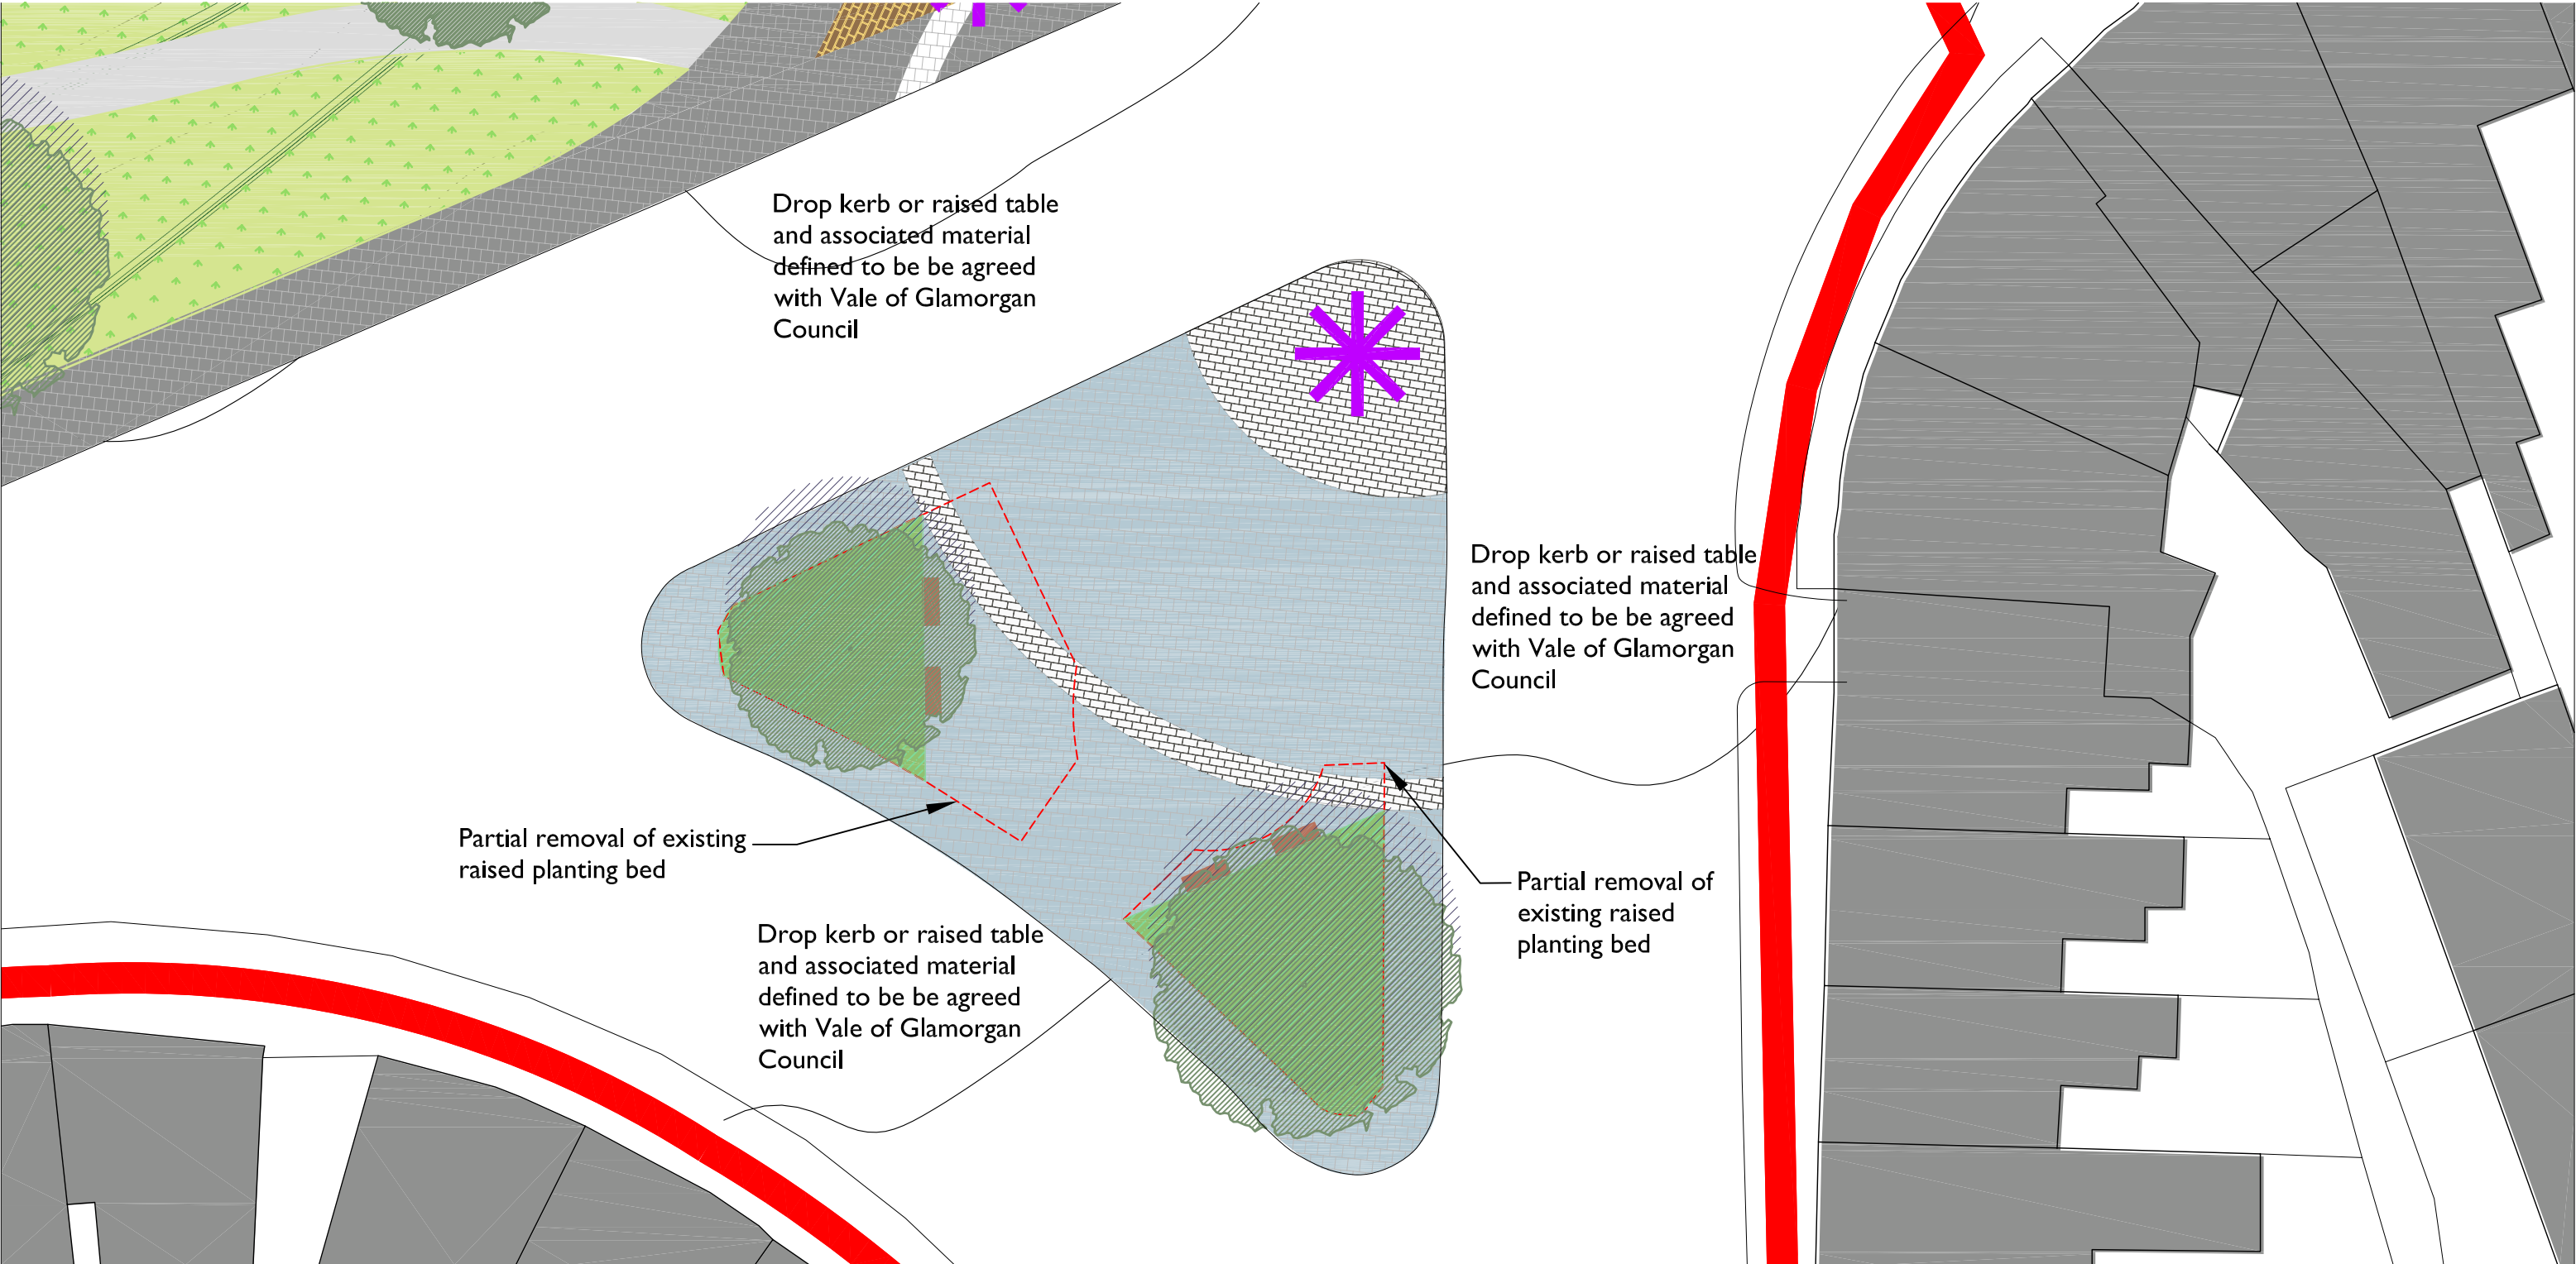 Drop kerb or raised table
and associated material
defined to be be agreed
with Vale of Glamorgan
Council
Drop kerb or raised table
and associated material
defined to be be agreed
with Vale of Glamorgan
Council
Partial removal of existing
raised planting bed
Partial removal of
existing raised
planting bed
Drop kerb or raised table
and associated material
defined to be be agreed
with Vale of Glamorgan
Council